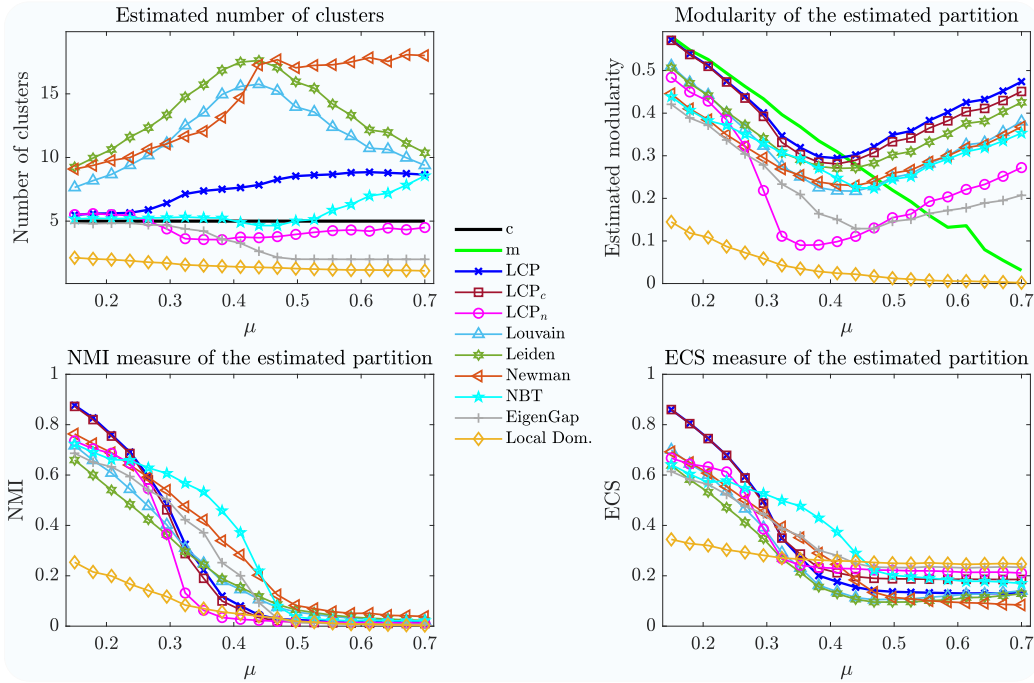 Estimated number of clusters
Number of clusters
15
10
5
0.2 0.3 0.4 0.5 0.6 0.7
μ
Modularity of the estimated partition
Estimated modularity
0.5
0.4
0.3
0.2
0.1
0
0.2 0.3 0.4 0.5 0.6 0.7
μ
c
m
LCP
LCP_c
LCP_n
Louvain
Leiden
Newman
NBT
EigenGap
Local Dom.
NMI measure of the estimated partition
NMI
1
0.8
0.6
0.4
0.2
0
0.2 0.3 0.4 0.5 0.6 0.7
μ
ECS measure of the estimated partition
ECS
1
0.8
0.6
0.4
0.2
0
0.2 0.3 0.4 0.5 0.6 0.7
μ